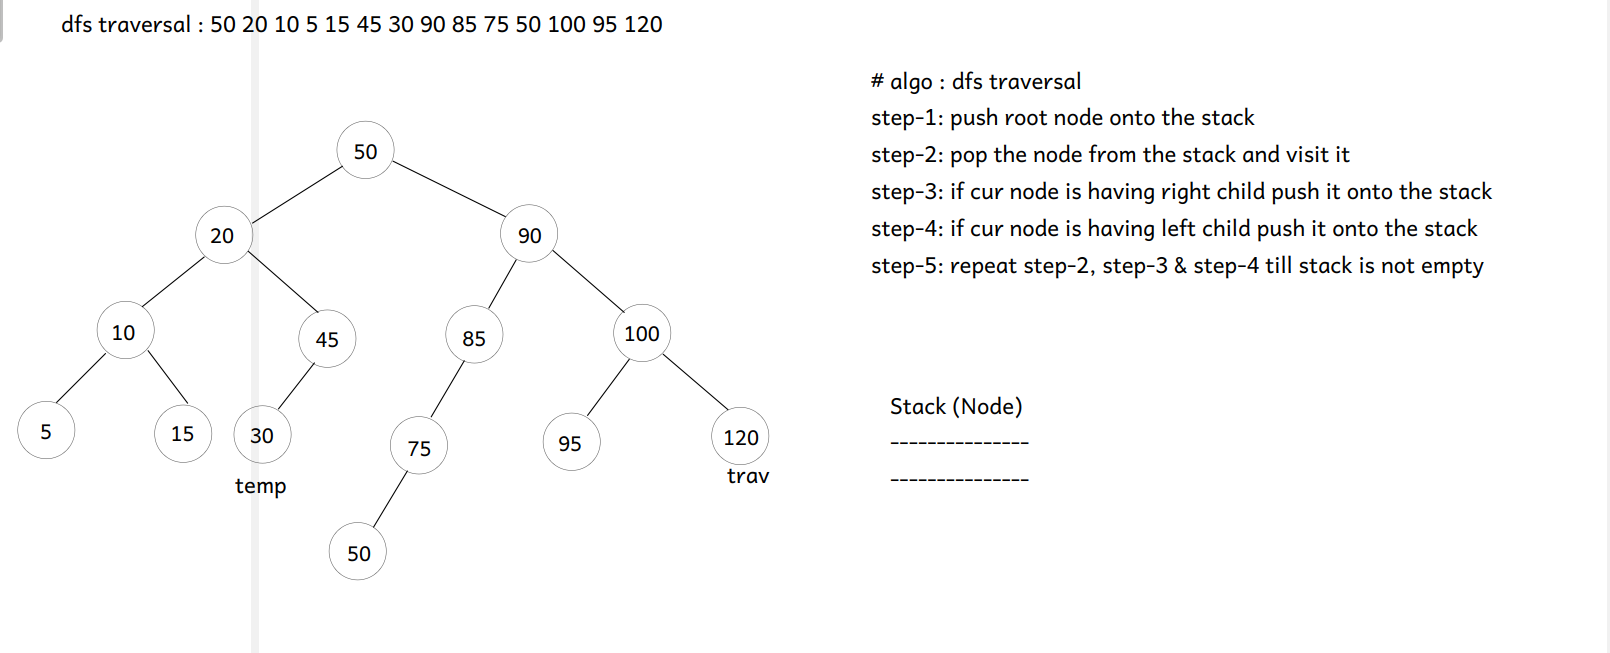 dfs traversal : 50 20 10 5 15 45 30 90 85 75 50 100 95 120
# algo : dfs traversal
step-1: push root node onto the stack
step-2: pop the node from the stack and visit it
step-3: if cur node is having right child push it onto the stack
step-4: if cur node is having left child push it onto the stack
step-5: repeat step-2, step-3 & step-4 till stack is not empty
50
20 90
10 45 85 100
5 15 30 75 95 120
temp trav
50
Stack (Node)
---------------
---------------